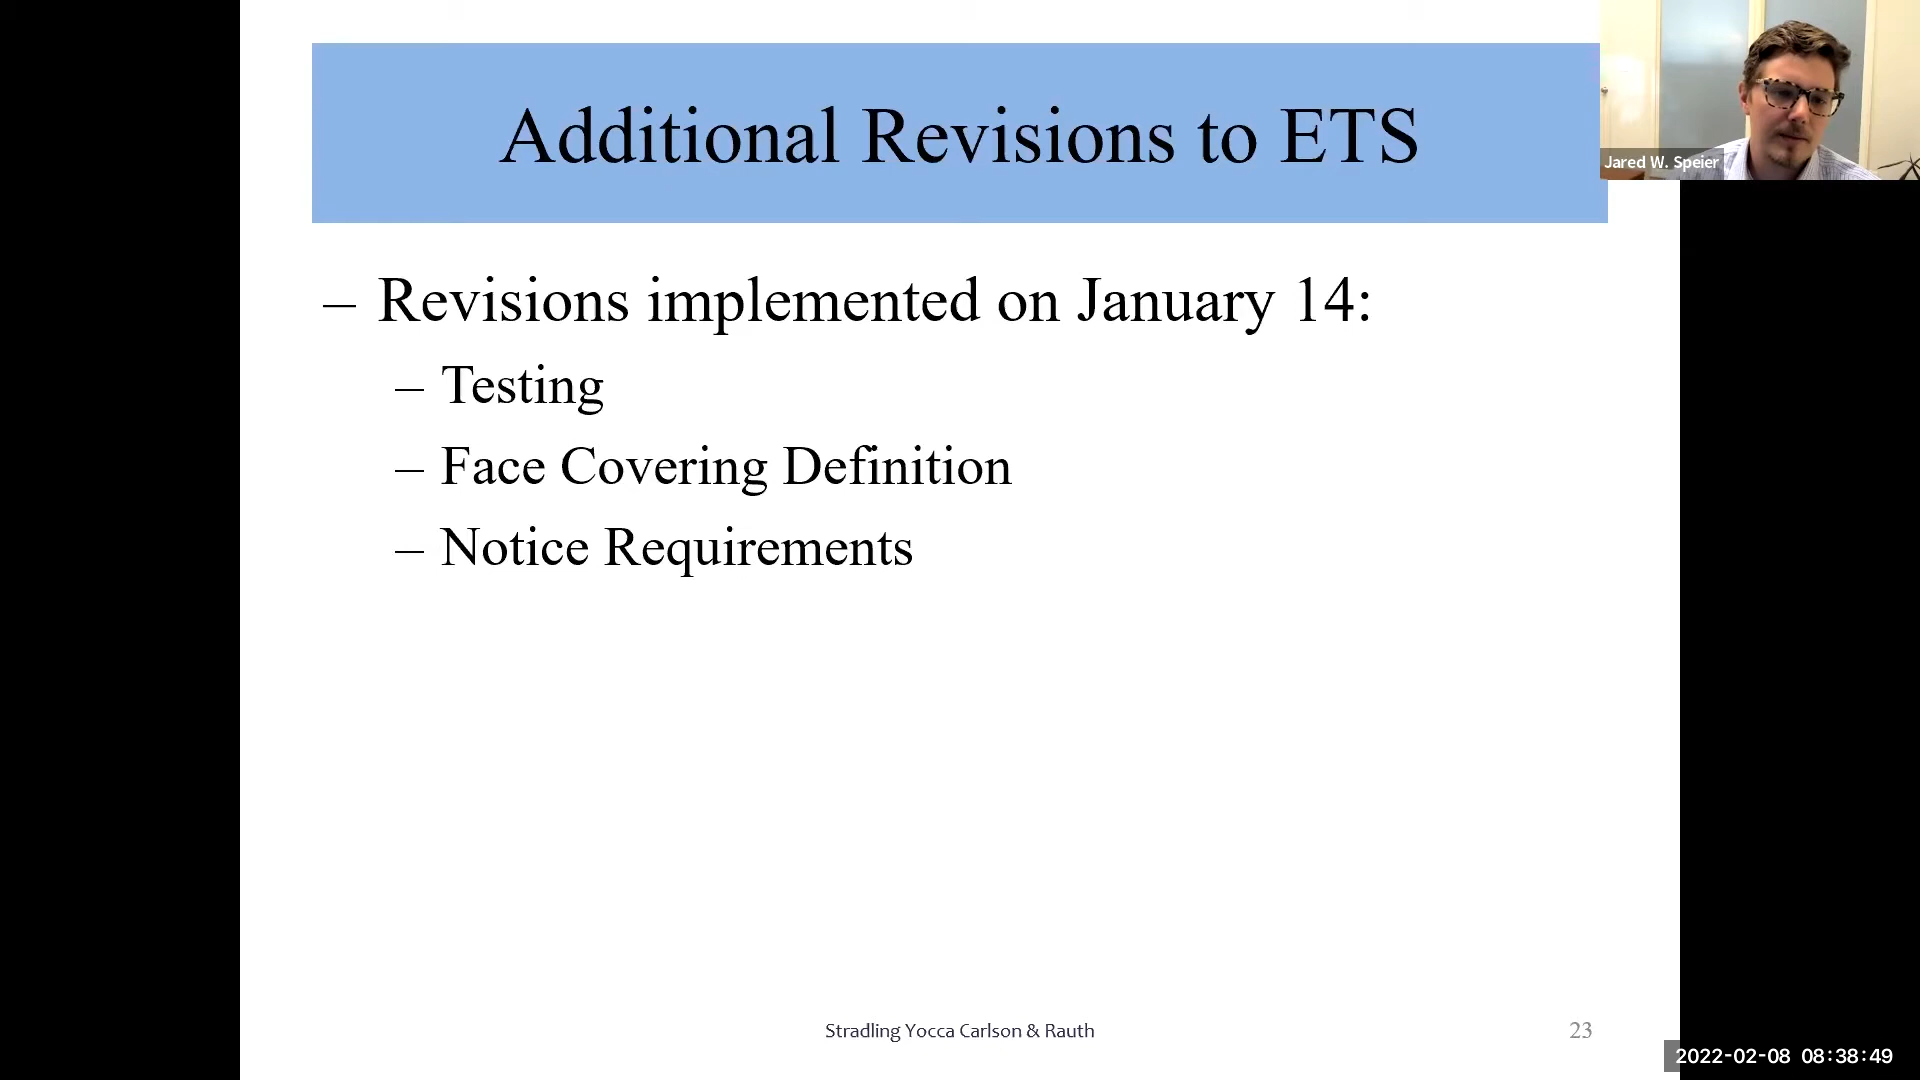 Additional Revisions to ETS
Jared W. Speier
– Revisions implemented on January 14:
– Testing
– Face Covering Definition
– Notice Requirements
Stradling Yocca Carlson & Rauth
23
2022-02-08 08:38:49